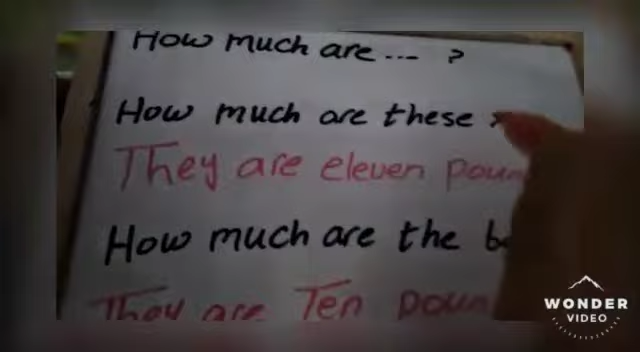 How much are ... ?
How much are these
They are eleven
How much are the
They are Ten
WONDER
VIDEO